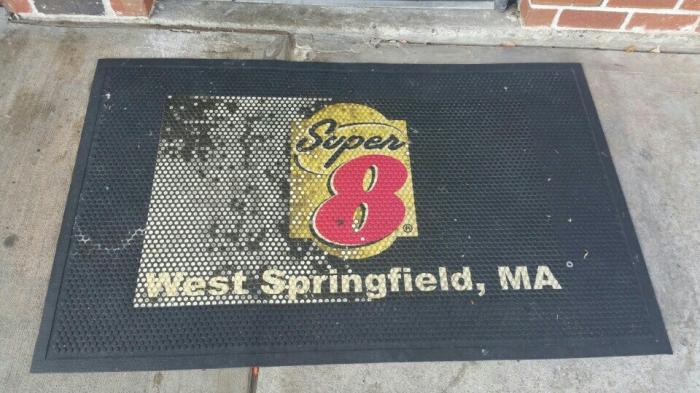 Super
8®
West Springfield, MA